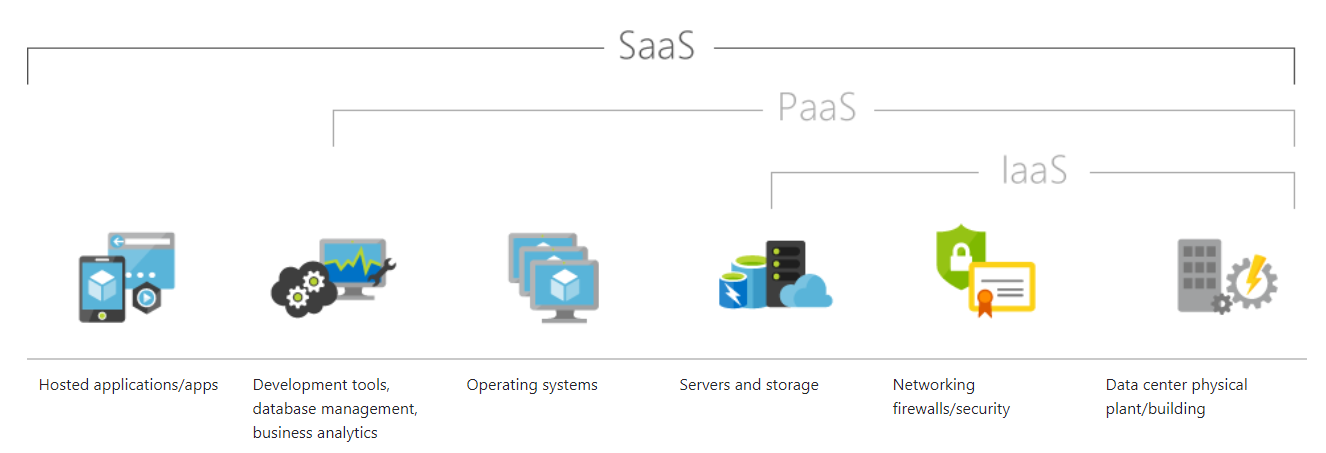 SaaS
PaaS
IaaS
Hosted applications/apps
Development tools,
database management,
business analytics
Operating systems
Servers and storage
Networking
firewalls/security
Data center physical
plant/building